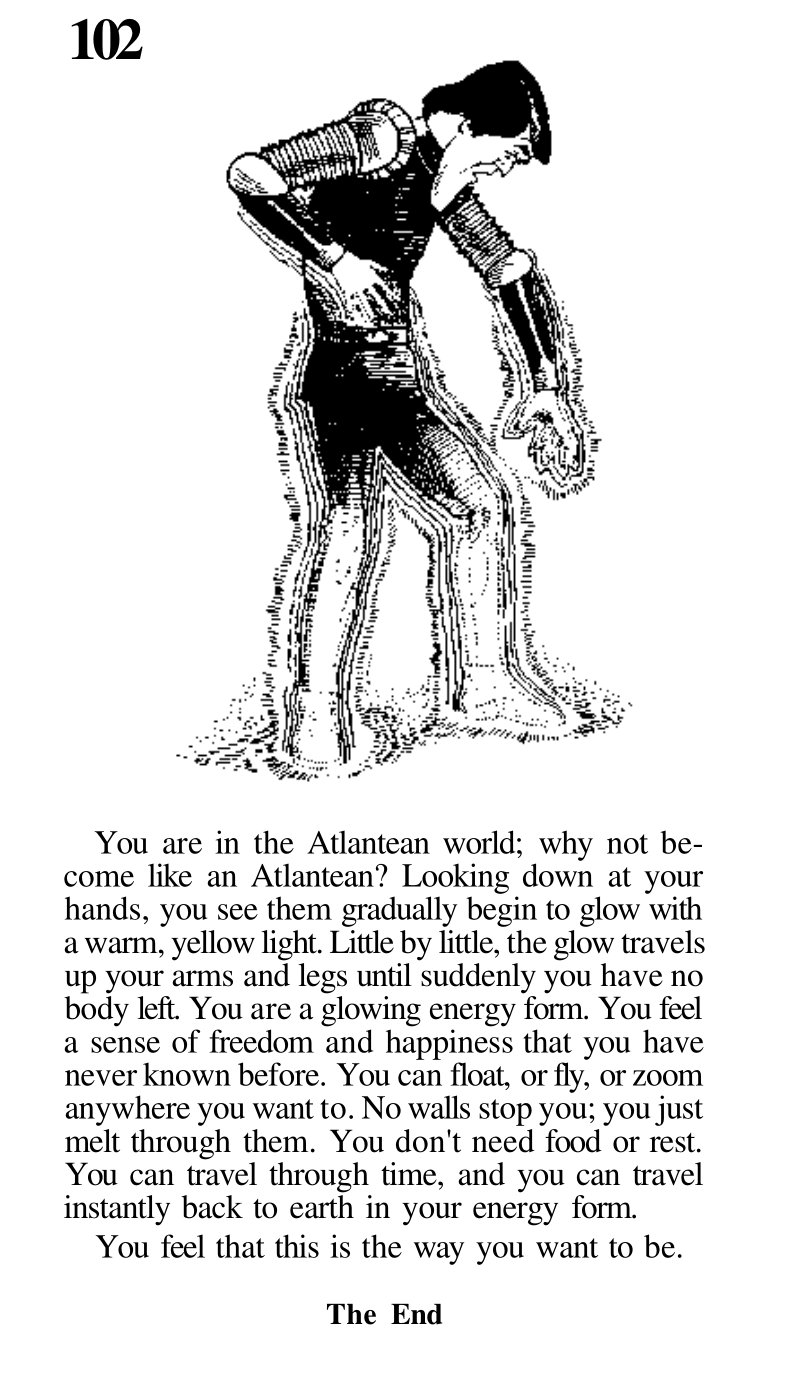 102
You are in the Atlantean world; why not be-
come like an Atlantean? Looking down at your
hands, you see them gradually begin to glow with
a warm, yellow light. Little by little, the glow travels
up your arms and legs until suddenly you have no
body left. You are a glowing energy form. You feel
a sense of freedom and happiness that you have
never known before. You can float, or fly, or zoom
anywhere you want to. No walls stop you; you just
melt through them. You don't need food or rest.
You can travel through time, and you can travel
instantly back to earth in your energy form.
You feel that this is the way you want to be.
The End